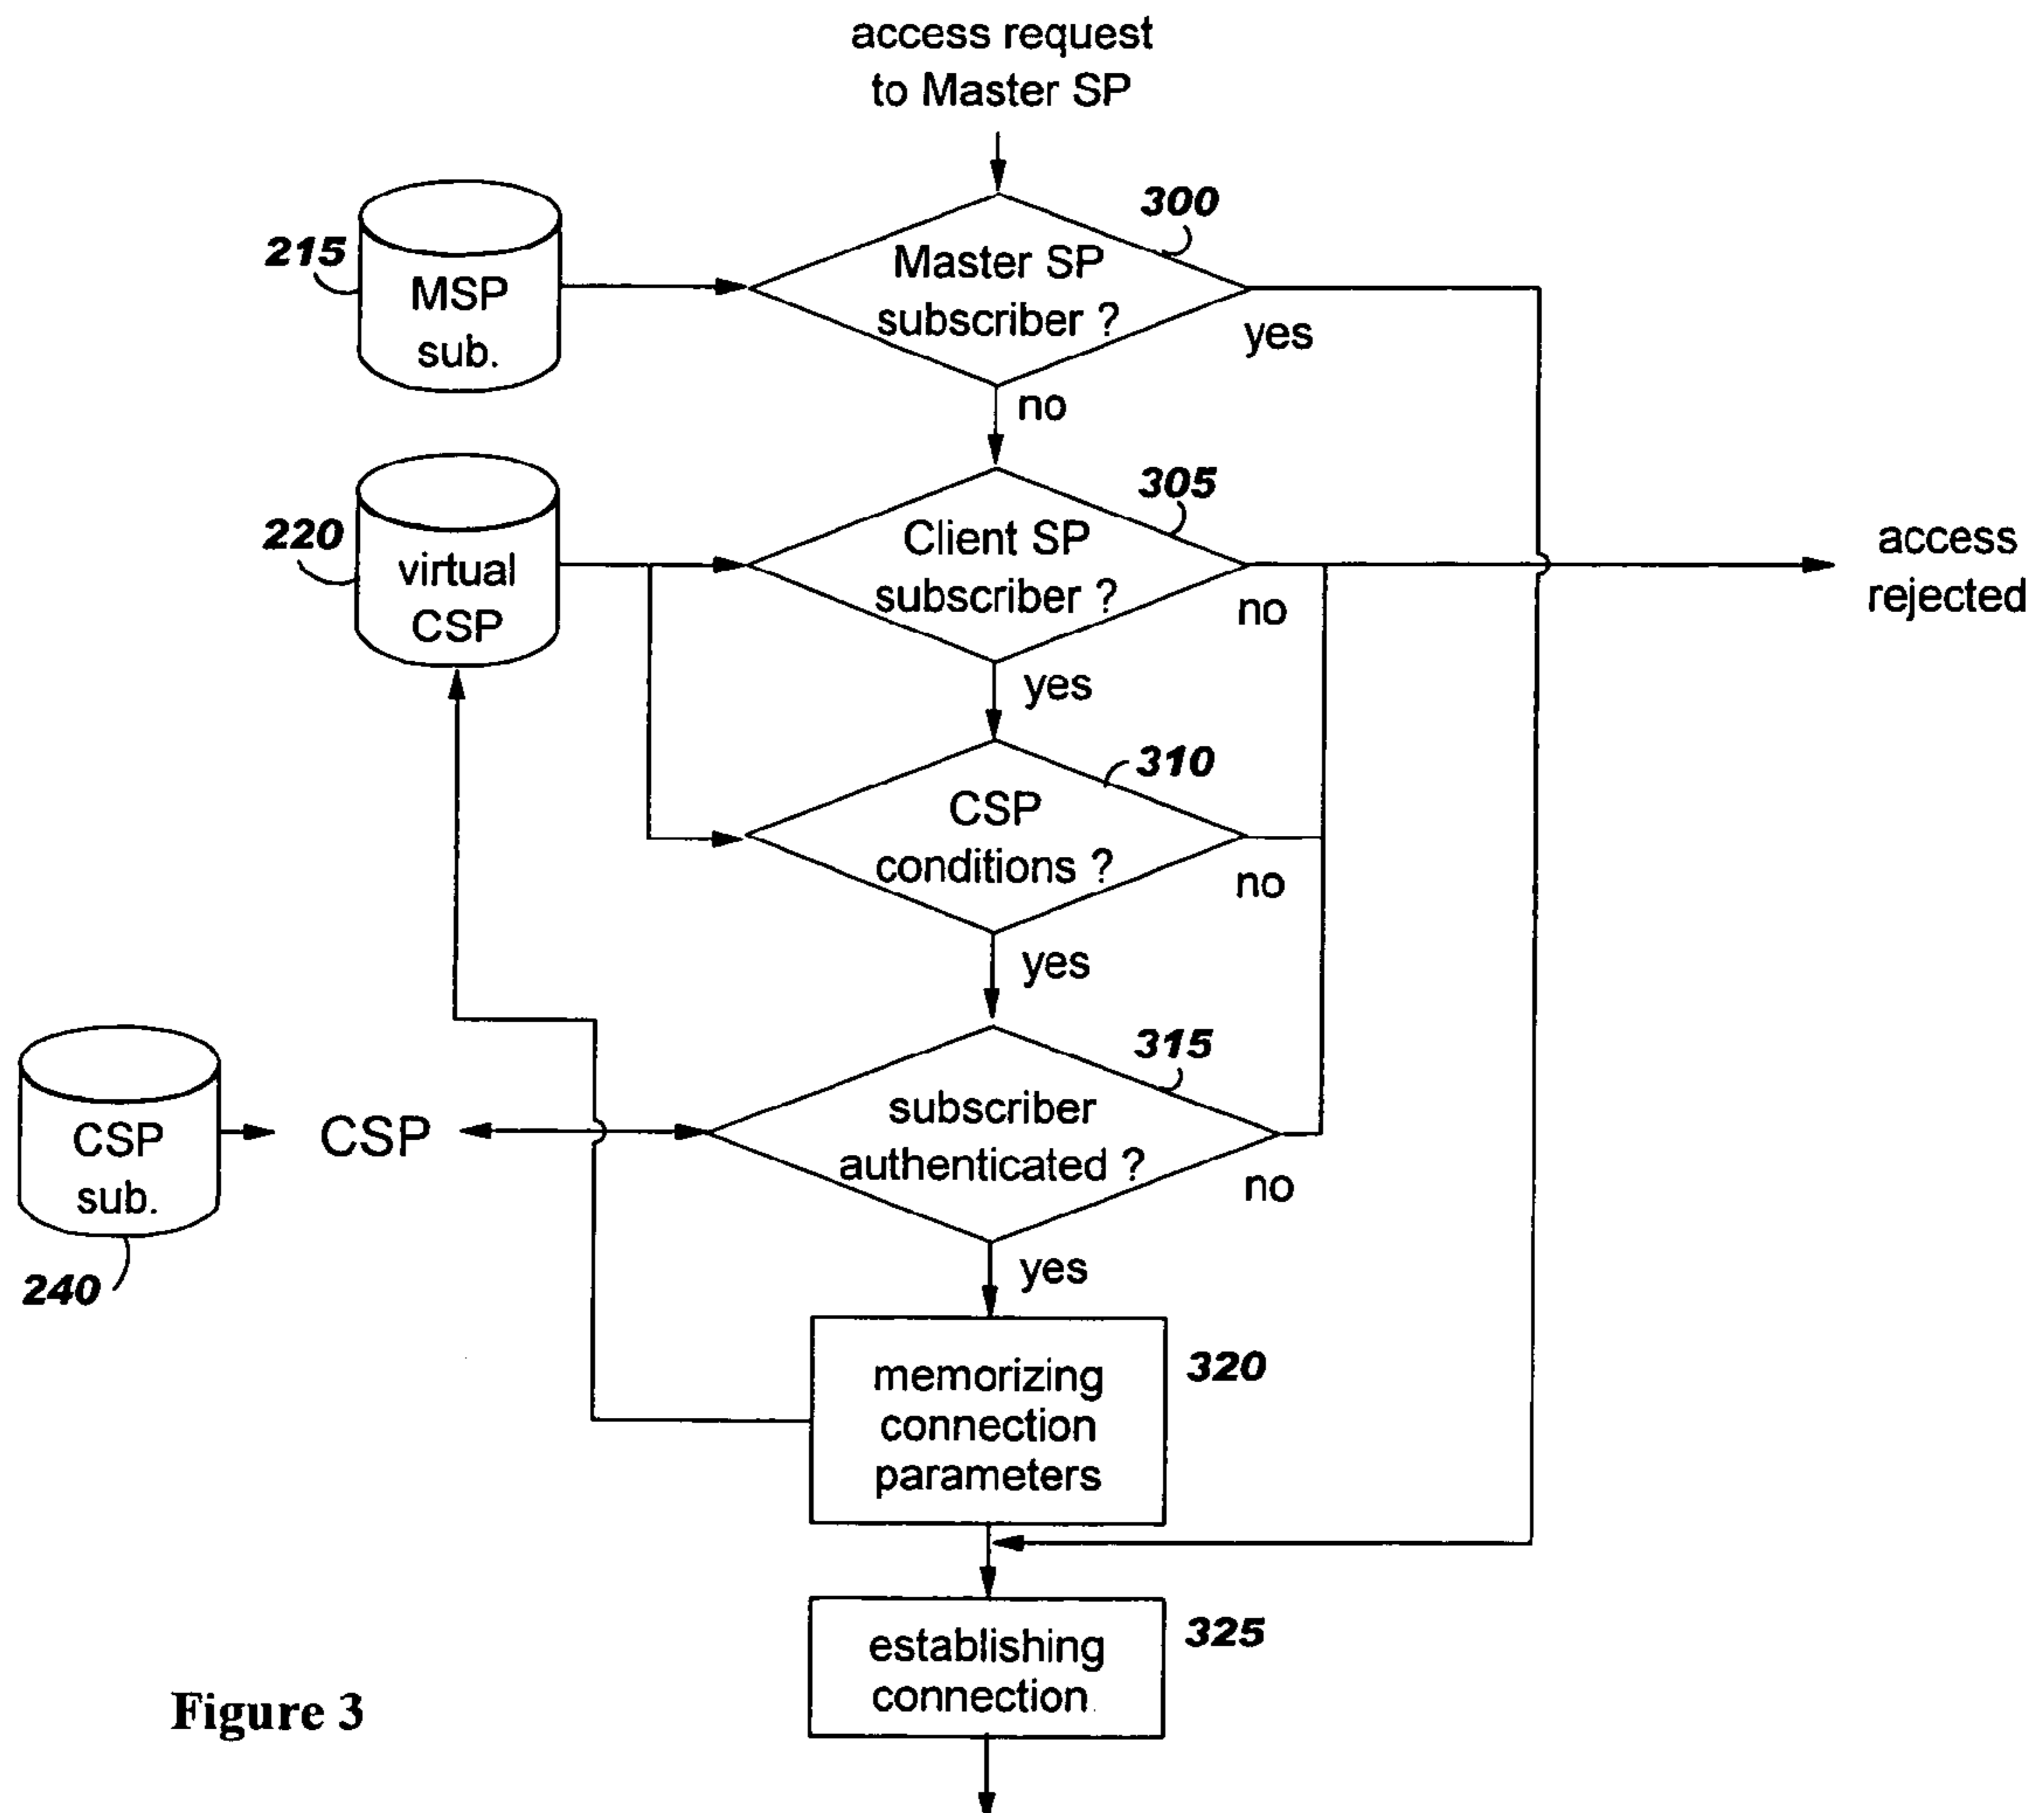 access request
to Master SP
300
215
MSP
sub.
Master SP
subscriber ?
yes
no
305
220
virtual
CSP
Client SP
subscriber ?
no
access
rejected
yes
310
CSP
conditions ?
no
yes
315
CSP
sub.
CSP
subscriber
authenticated ?
no
240
yes
320
memorizing
connection
parameters
325
establishing
connection
Figure 3